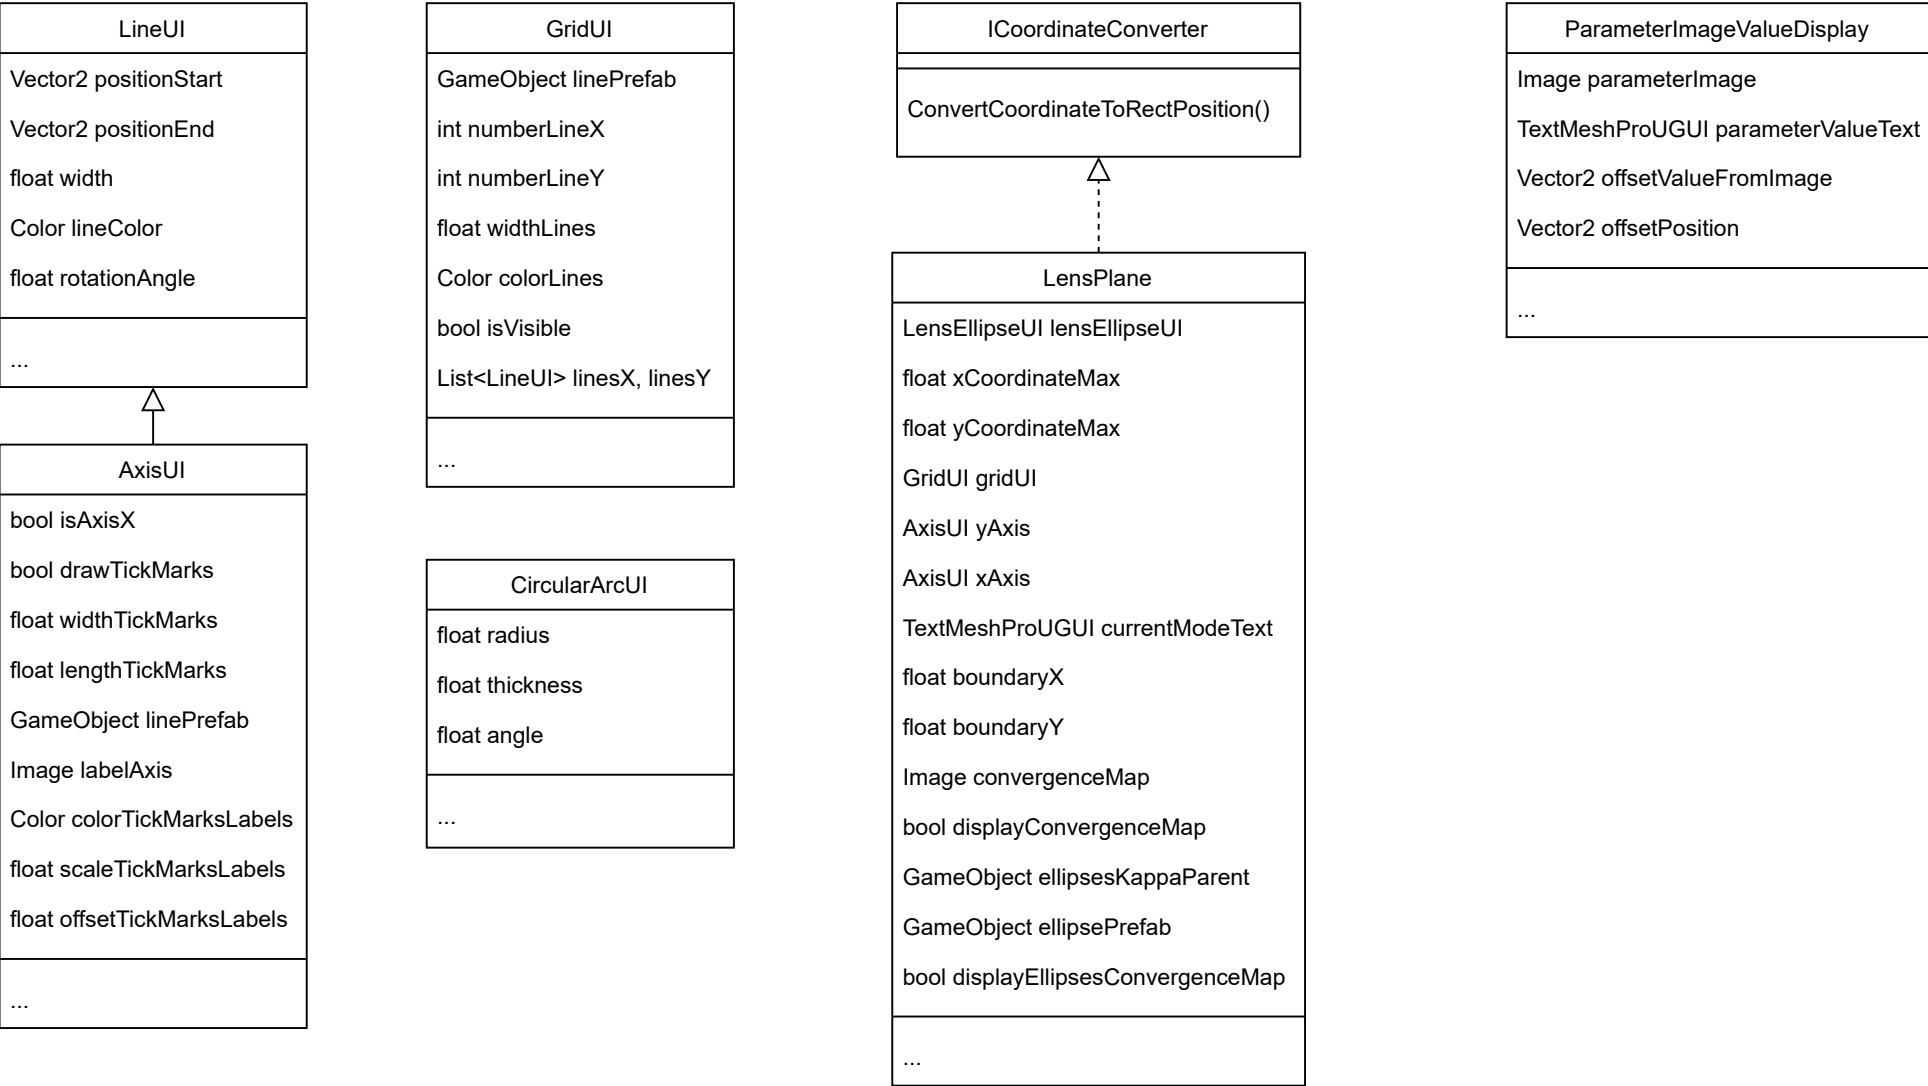 LineUI
Vector2 positionStart
Vector2 positionEnd
float width
Color lineColor
float rotationAngle
...
AxisUI
bool isAxisX
bool drawTickMarks
float widthTickMarks
float lengthTickMarks
GameObject linePrefab
Image labelAxis
Color colorTickMarksLabels
float scaleTickMarksLabels
float offsetTickMarksLabels
...
GridUI
GameObject linePrefab
int numberLineX
int numberLineY
float widthLines
Color colorLines
bool isVisible
List<LineUI> linesX, linesY
...
CircularArcUI
float radius
float thickness
float angle
...
ICoordinateConverter
ConvertCoordinateToRectPosition()
LensPlane
LensEllipseUI lensEllipseUI
float xCoordinateMax
float yCoordinateMax
GridUI gridUI
AxisUI yAxis
AxisUI xAxis
TextMeshProUGUI currentModeText
float boundaryX
float boundaryY
Image convergenceMap
bool displayConvergenceMap
GameObject ellipsesKappaParent
GameObject ellipsePrefab
bool displayEllipsesConvergenceMap
...
ParameterImageValueDisplay
Image parameterImage
TextMeshProUGUI parameterValueText
Vector2 offsetValueFromImage
Vector2 offsetPosition
...